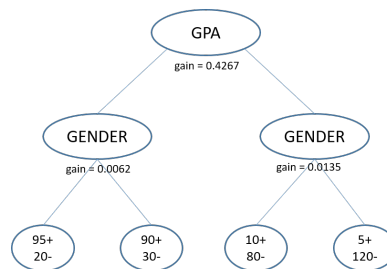 GPA
gain = 0.4267
GENDER
GENDER
gain = 0.0062
gain = 0.0135
95+
20-
90+
30-
10+
80-
5+
120-